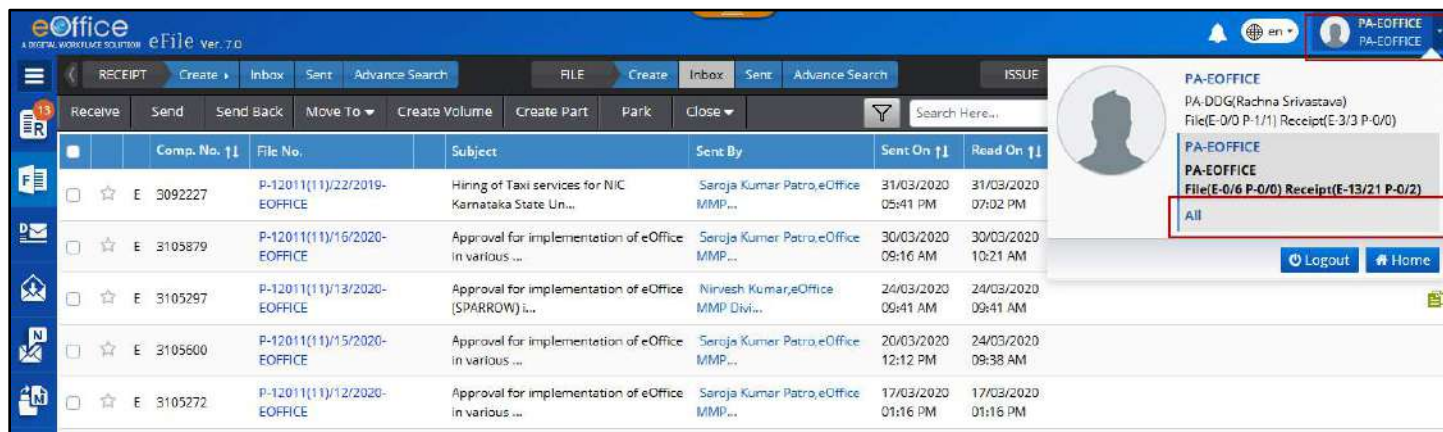 eOffice
A DIGITAL WORKPLACE SOLUTION eFile Ver. 7.0
en
PA-EOFFICE
PA-EOFFICE
RECEIPT Create Inbox Sent Advance Search FILE Create Inbox Sent Advance Search ISSUE
13
R
Receive Send Send Back Move To Create Volume Create Part Park Close Search Here...
Comp. No. File No. Subject Sent By Sent On Read On
E 3092227 P-12011(11)/22/2019- Hiring of Taxi services for NIC Saroja Kumar Patro,eOffice 31/03/2020 31/03/2020
EOFFICE Karnataka State Un... MMP... 05:41 PM 07:02 PM
E 3105879 P-12011(11)/16/2020- Approval for implementation of eOffice Saroja Kumar Patro,eOffice 30/03/2020 30/03/2020
EOFFICE in various ... MMP... 09:16 AM 10:21 AM
E 3105297 P-12011(11)/13/2020- Approval for implementation of eOffice Nirvesh Kumar,eOffice 24/03/2020 24/03/2020
EOFFICE (SPARROW) i... MMP Divi... 09:41 AM 09:41 AM
E 3105600 P-12011(11)/15/2020- Approval for implementation of eOffice Saroja Kumar Patro,eOffice 20/03/2020 24/03/2020
EOFFICE in various ... MMP... 12:12 PM 09:38 AM
E 3105272 P-12011(11)/12/2020- Approval for implementation of eOffice Saroja Kumar Patro,eOffice 17/03/2020 17/03/2020
EOFFICE in various ... MMP... 01:16 PM 01:16 PM
F
D
N
N
PA-EOFFICE
PA-DDG(Rachna Srivastava)
File(E-0/0 P-1/1) Receipt(E-3/3 P-0/0)
PA-EOFFICE
PA-EOFFICE
File(E-0/6 P-0/0) Receipt(E-13/21 P-0/2)
All
Logout Home